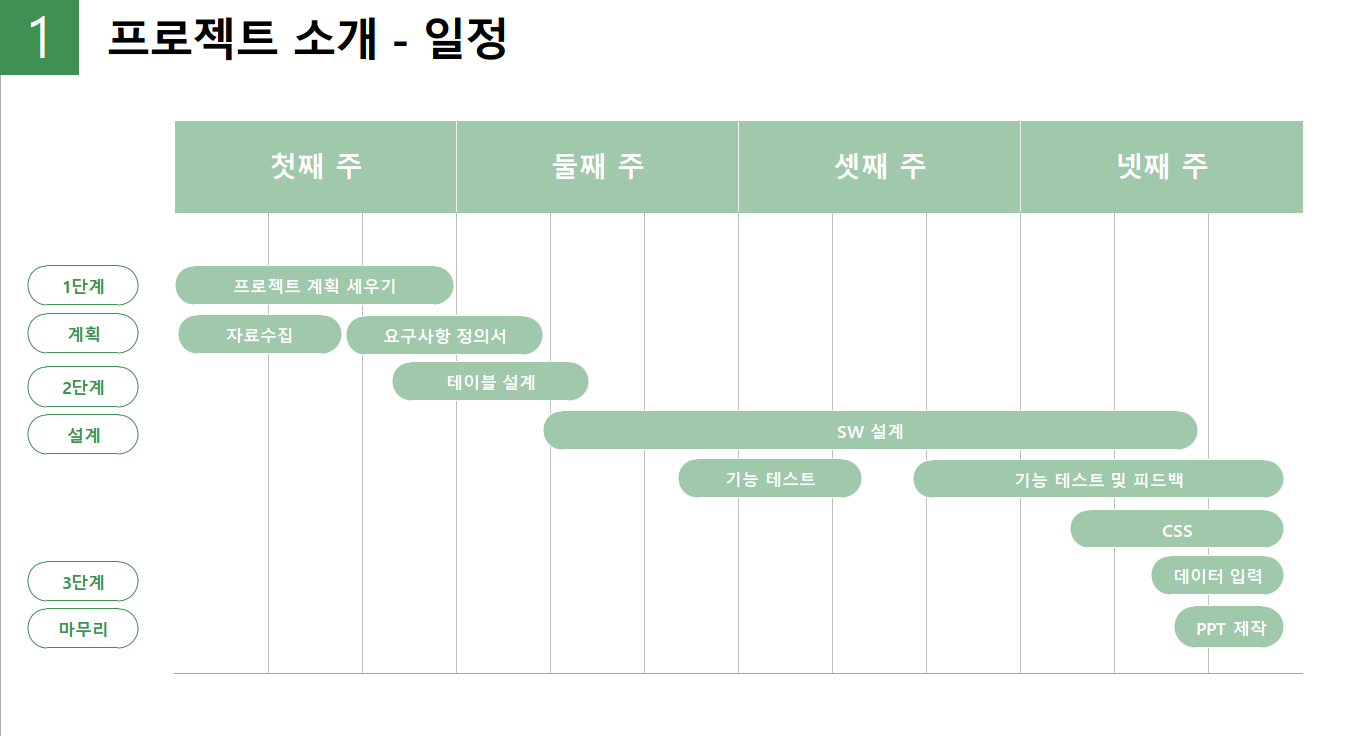 1 프로젝트 소개 - 일정
첫째 주 둘째 주 셋째 주 넷째 주
1단계 프로젝트 계획 세우기
계획 자료수집 요구사항 정의서
2단계 테이블 설계
설계 SW 설계
기능 테스트 기능 테스트 및 피드백
CSS
3단계 데이터 입력
마무리 PPT 제작